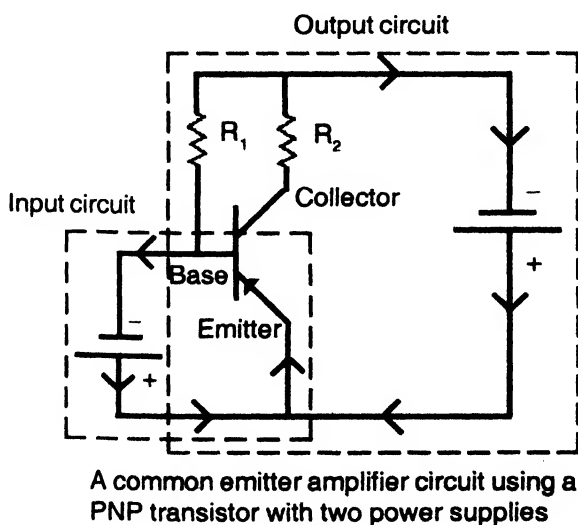 Output circuit
R₁
R₂
Collector
Input circuit
Base
Emitter
−
+
−
+
A common emitter amplifier circuit using a
PNP transistor with two power supplies